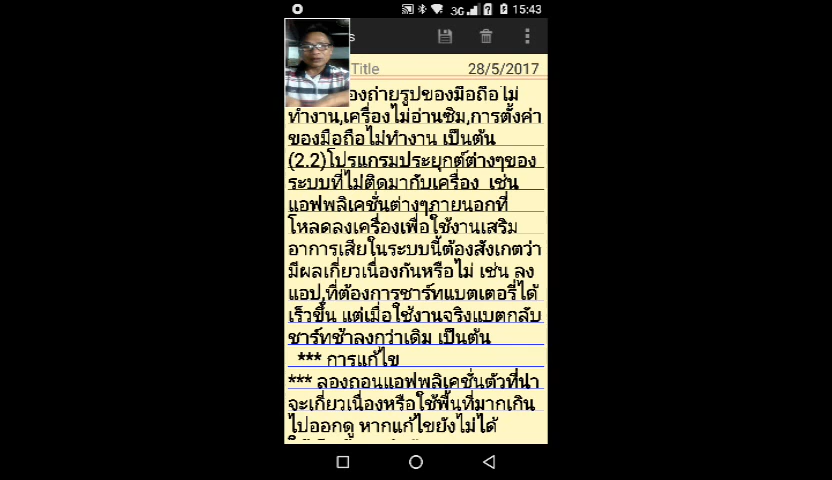 3G 15:43
s
Title 28/5/2017
องถ่ายรูปของมือถือไม่
ทำงาน,เครื่องไม่อ่านซิม,การตั้งค่า
ของมือถือไม่ทำงาน เป็นต้น
(2.2)โปรแกรมประยุกต์ต่างๆของ
ระบบที่ไม่ติดมากับเครื่อง เช่น
แอฟพลิเคชั่นต่างๆภายนอกที่
โหลดลงเครื่องเพื่อใช้งานเสริม
อาการเสียในระบบนี้ต้องสังเกตว่า
มีผลเกี่ยวเนื่องกันหรือไม่ เช่น ลง
แอป,ที่ต้องการชาร์ทแบตเตอรี่ได้
เร็วขึ้น แต่เมื่อใช้งานจริงแบตกลับ
ชาร์ทช้าลงกว่าเดิม เป็นต้น
*** การแก้ไข
*** ลองถอนแอฟพลิเคชั่นตัวที่น่า
จะเกี่ยวเนื่องหรือใช้พื้นที่มากเกิน
ไปออกดู หากแก้ไขยังไม่ได้